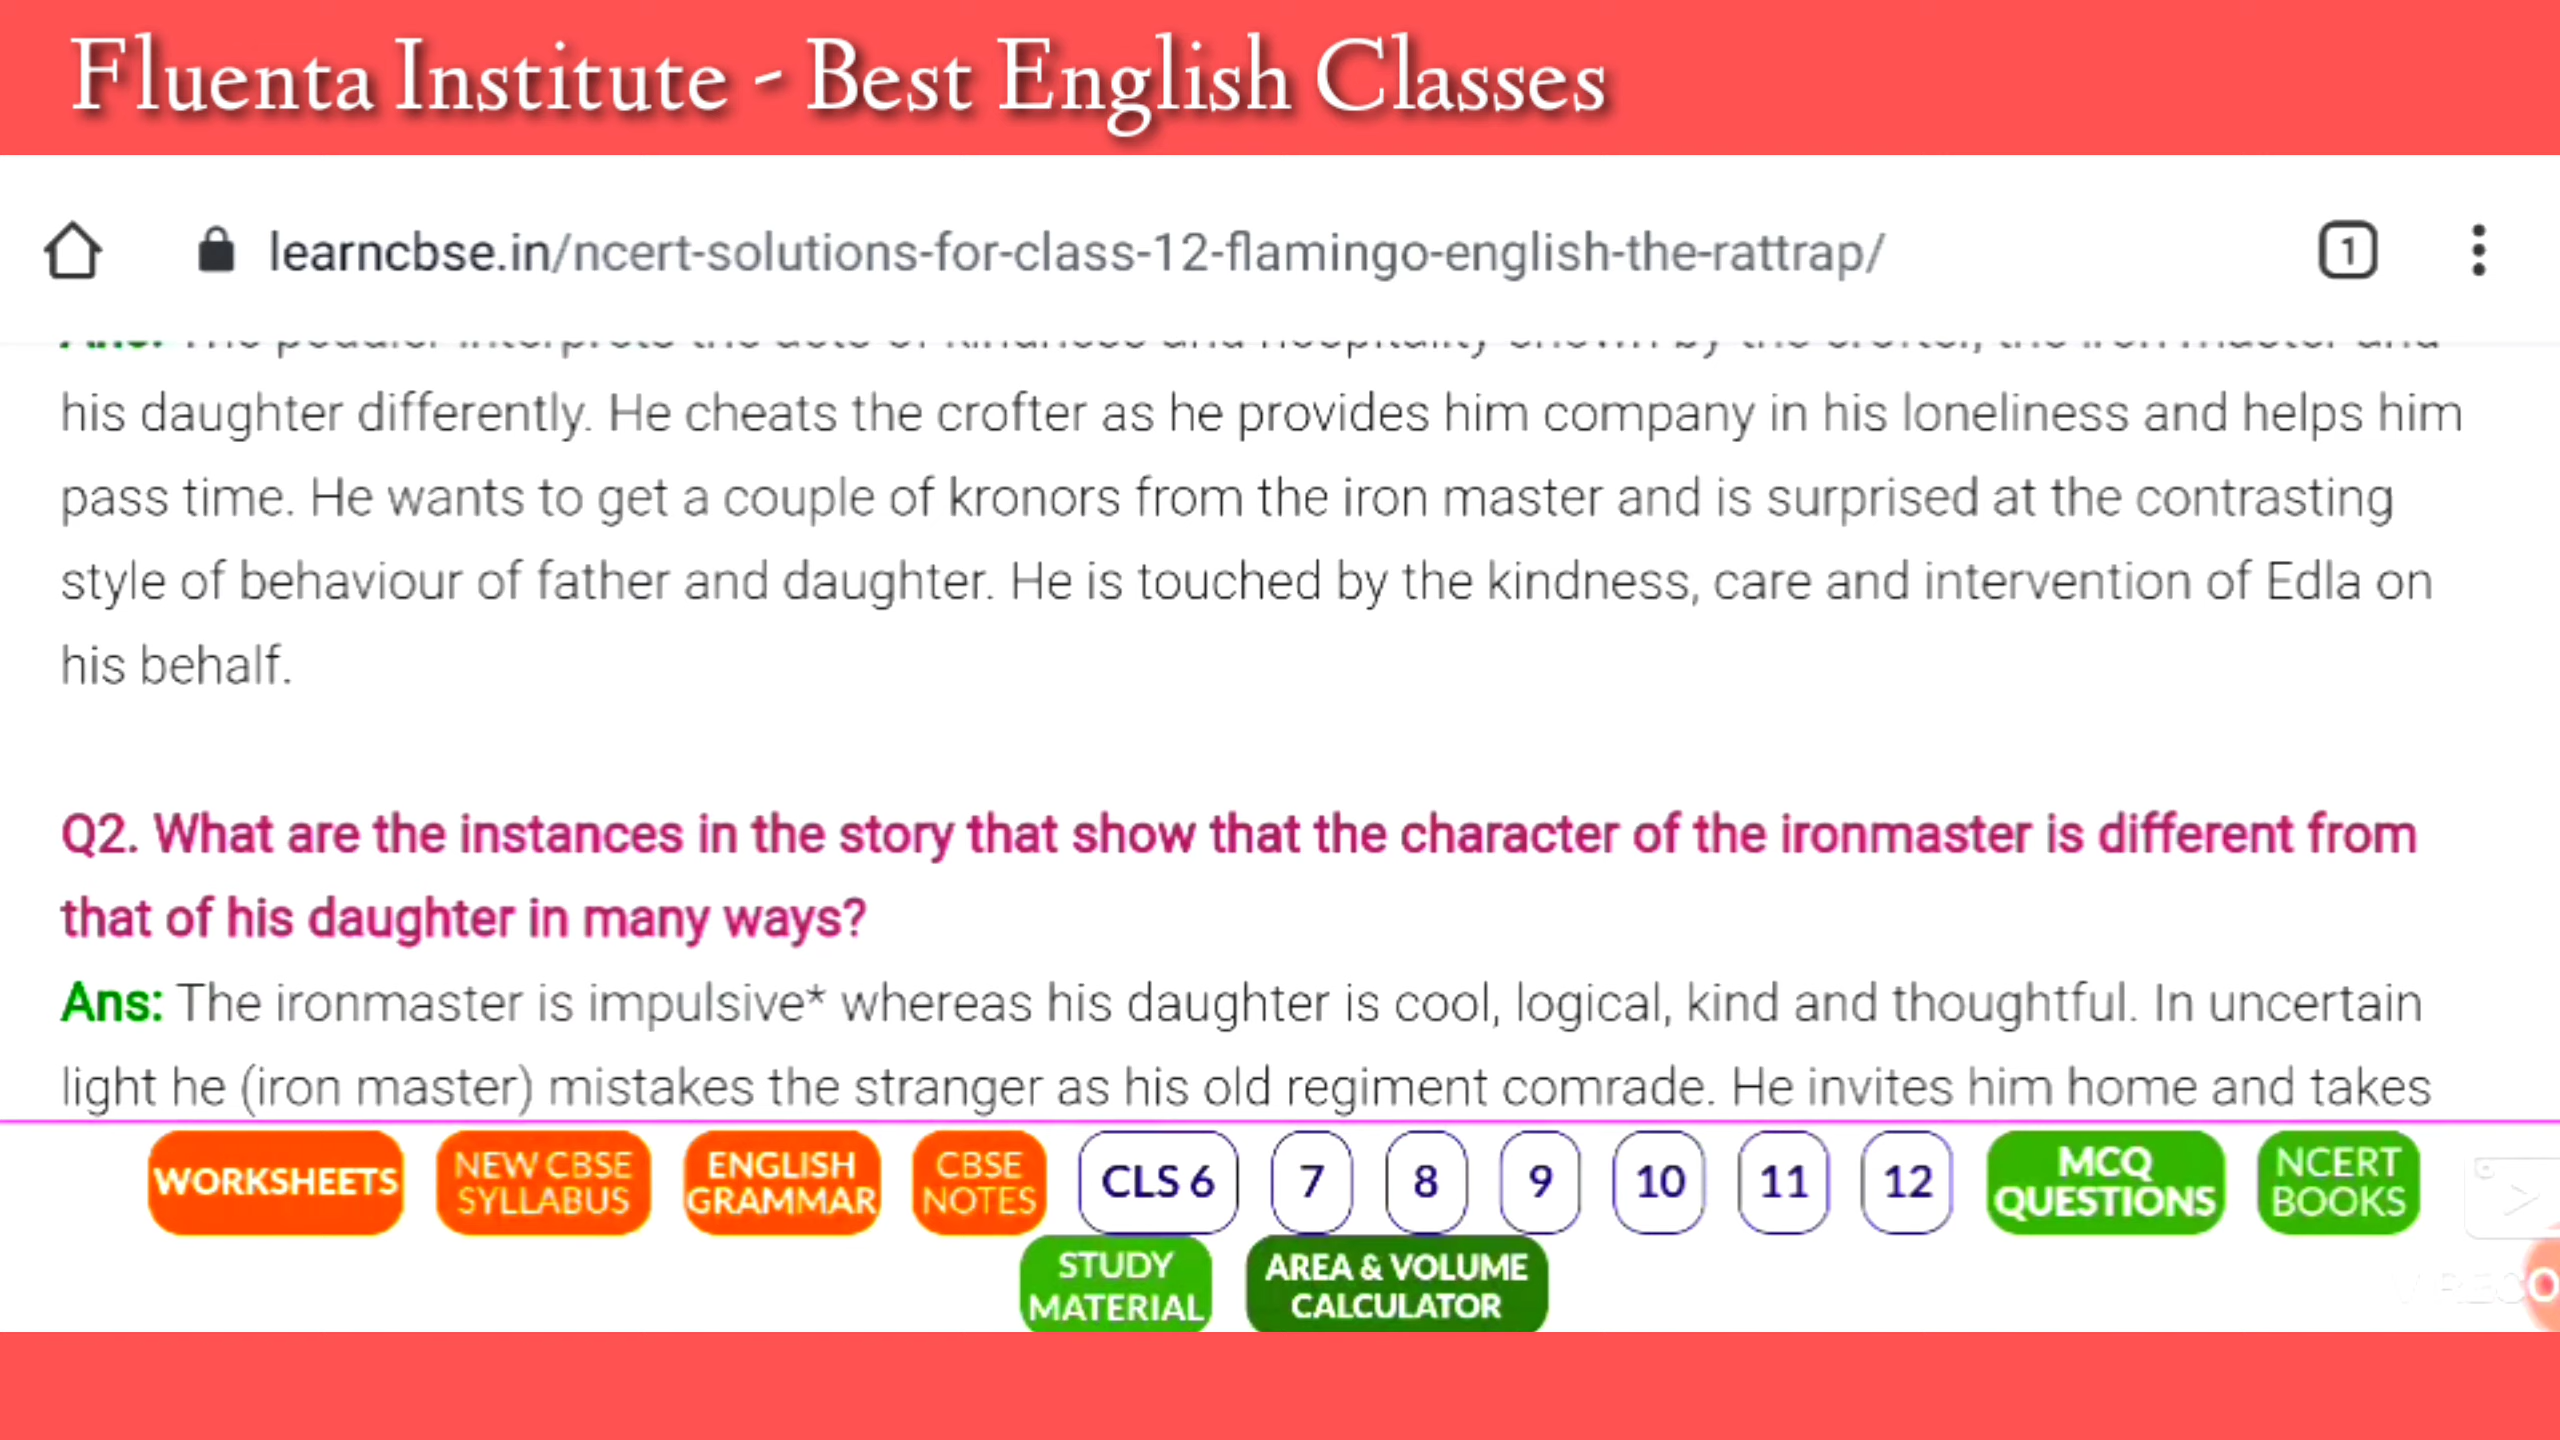 Fluenta Institute - Best English Classes
learncbse.in/ncert-solutions-for-class-12-flamingo-english-the-rattrap/
1
his daughter differently. He cheats the crofter as he provides him company in his loneliness and helps him
pass time. He wants to get a couple of kronors from the iron master and is surprised at the contrasting
style of behaviour of father and daughter. He is touched by the kindness, care and intervention of Edla on
his behalf.
Q2. What are the instances in the story that show that the character of the ironmaster is different from
that of his daughter in many ways?
Ans: The ironmaster is impulsive* whereas his daughter is cool, logical, kind and thoughtful. In uncertain
light he (iron master) mistakes the stranger as his old regiment comrade. He invites him home and takes
WORKSHEETS NEW CBSE SYLLABUS ENGLISH GRAMMAR CBSE NOTES CLS 6 7 8 9 10 11 12 MCQ QUESTIONS NCERT BOOKS
STUDY MATERIAL AREA & VOLUME CALCULATOR